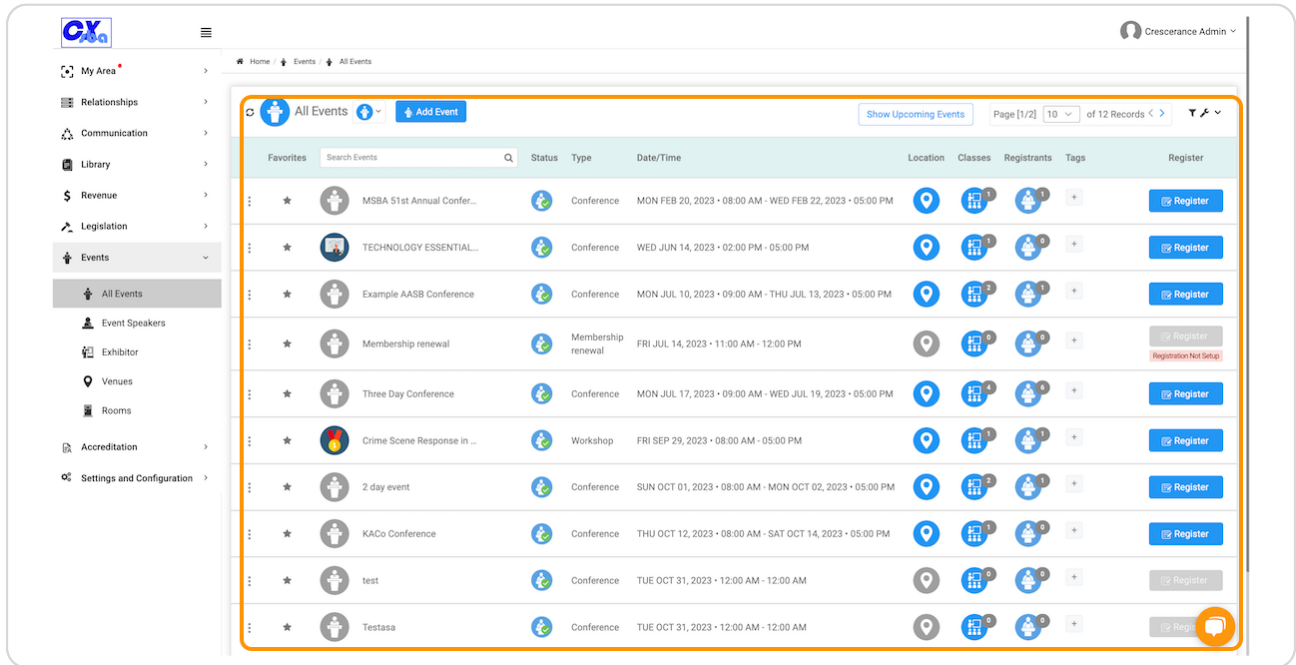 CX
sba
Crescerance Admin
My Area
Relationships
Communication
Library
Revenue
Legislation
Events
All Events
Event Speakers
Exhibitor
Venues
Rooms
Accreditation
Settings and Configuration
Home / Events / All Events
All Events Add Event Show Upcoming Events Page [1/2] 10 of 12 Records
Favorites Search Events Status Type Date/Time Location Classes Registrants Tags Register
MSBA 51st Annual Confer... Conference MON FEB 20, 2023 • 08:00 AM - WED FEB 22, 2023 • 05:00 PM 1 1 + Register
TECHNOLOGY ESSENTIAL... Conference WED JUN 14, 2023 • 02:00 PM - 05:00 PM 1 0 + Register
Example AASB Conference Conference MON JUL 10, 2023 • 09:00 AM - THU JUL 13, 2023 • 05:00 PM 2 1 + Register
Membership renewal Membership renewal FRI JUL 14, 2023 • 11:00 AM - 12:00 PM 0 0 + Register
Registration Not Setup
Three Day Conference Conference MON JUL 17, 2023 • 09:00 AM - WED JUL 19, 2023 • 05:00 PM 4 6 + Register
Crime Scene Response in ... Workshop FRI SEP 29, 2023 • 08:00 AM - 05:00 PM 1 1 + Register
2 day event Conference SUN OCT 01, 2023 • 08:00 AM - MON OCT 02, 2023 • 05:00 PM 2 1 + Register
KACo Conference Conference THU OCT 12, 2023 • 08:00 AM - SAT OCT 14, 2023 • 05:00 PM 1 0 + Register
test Conference TUE OCT 31, 2023 • 12:00 AM - 12:00 AM 0 0 + Register
Testasa Conference TUE OCT 31, 2023 • 12:00 AM - 12:00 AM 0 0 + Regi